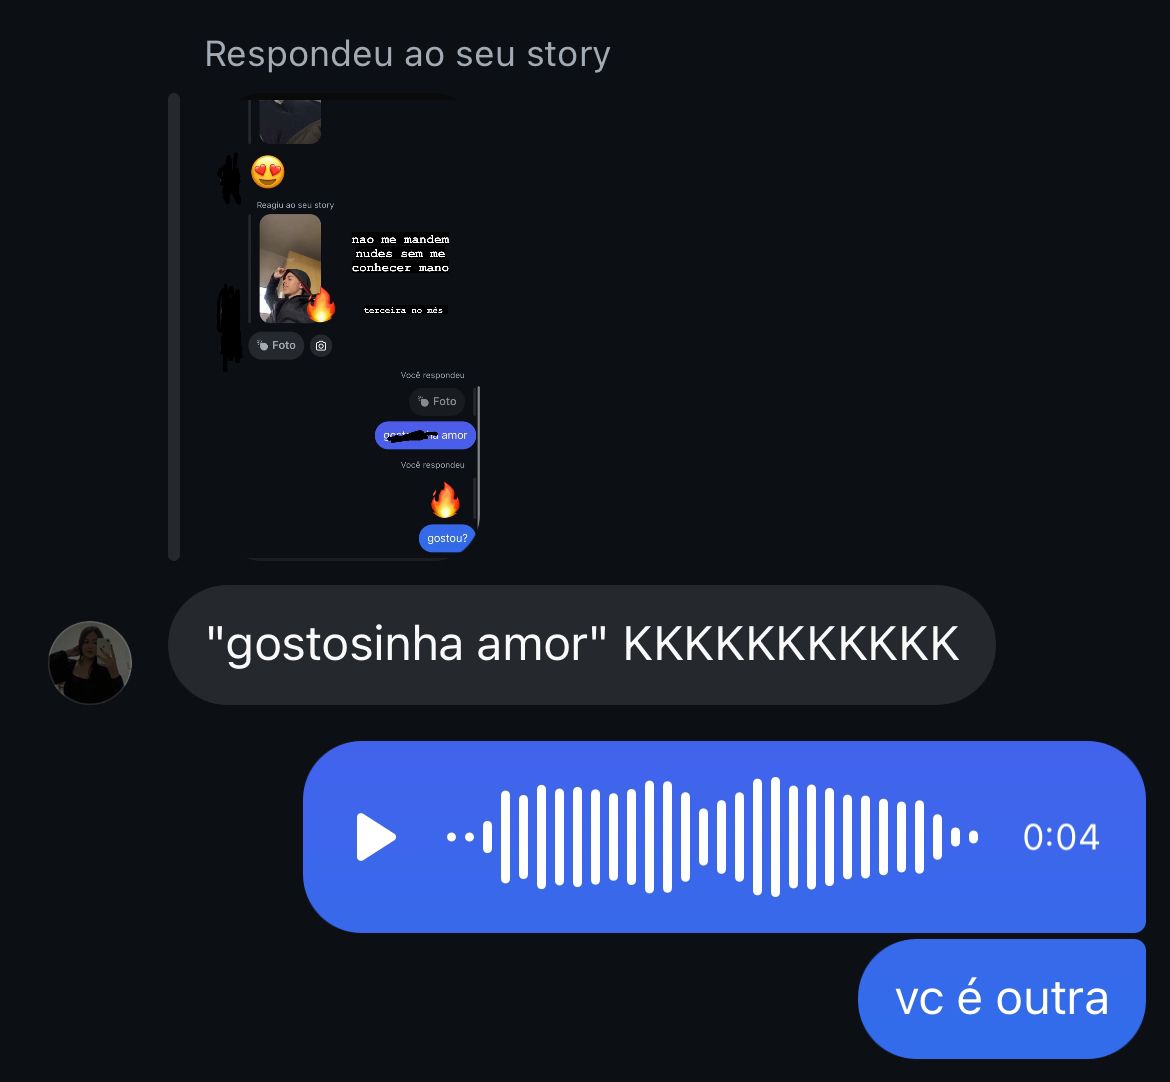 Respondeu ao seu story
Reagiu ao seu story
nao me mandem
nudes sem me
conhecer mano
terceira no mês
Foto
Você respondeu
Foto
amor
Você respondeu
gostou?
"gostosinha amor" KKKKKKKKKKK
0:04
vc é outra